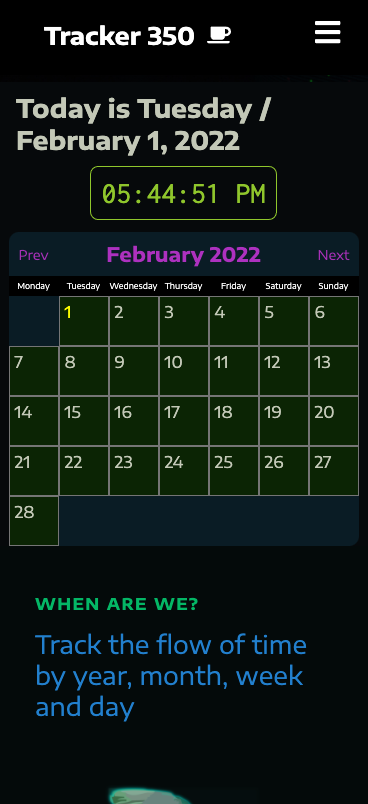 Tracker 350
Today is Tuesday /
February 1, 2022
05:44:51 PM
Prev February 2022 Next
Monday Tuesday Wednesday Thursday Friday Saturday Sunday
1 2 3 4 5 6
7 8 9 10 11 12 13
14 15 16 17 18 19 20
21 22 23 24 25 26 27
28
WHEN ARE WE?
Track the flow of time
by year, month, week
and day